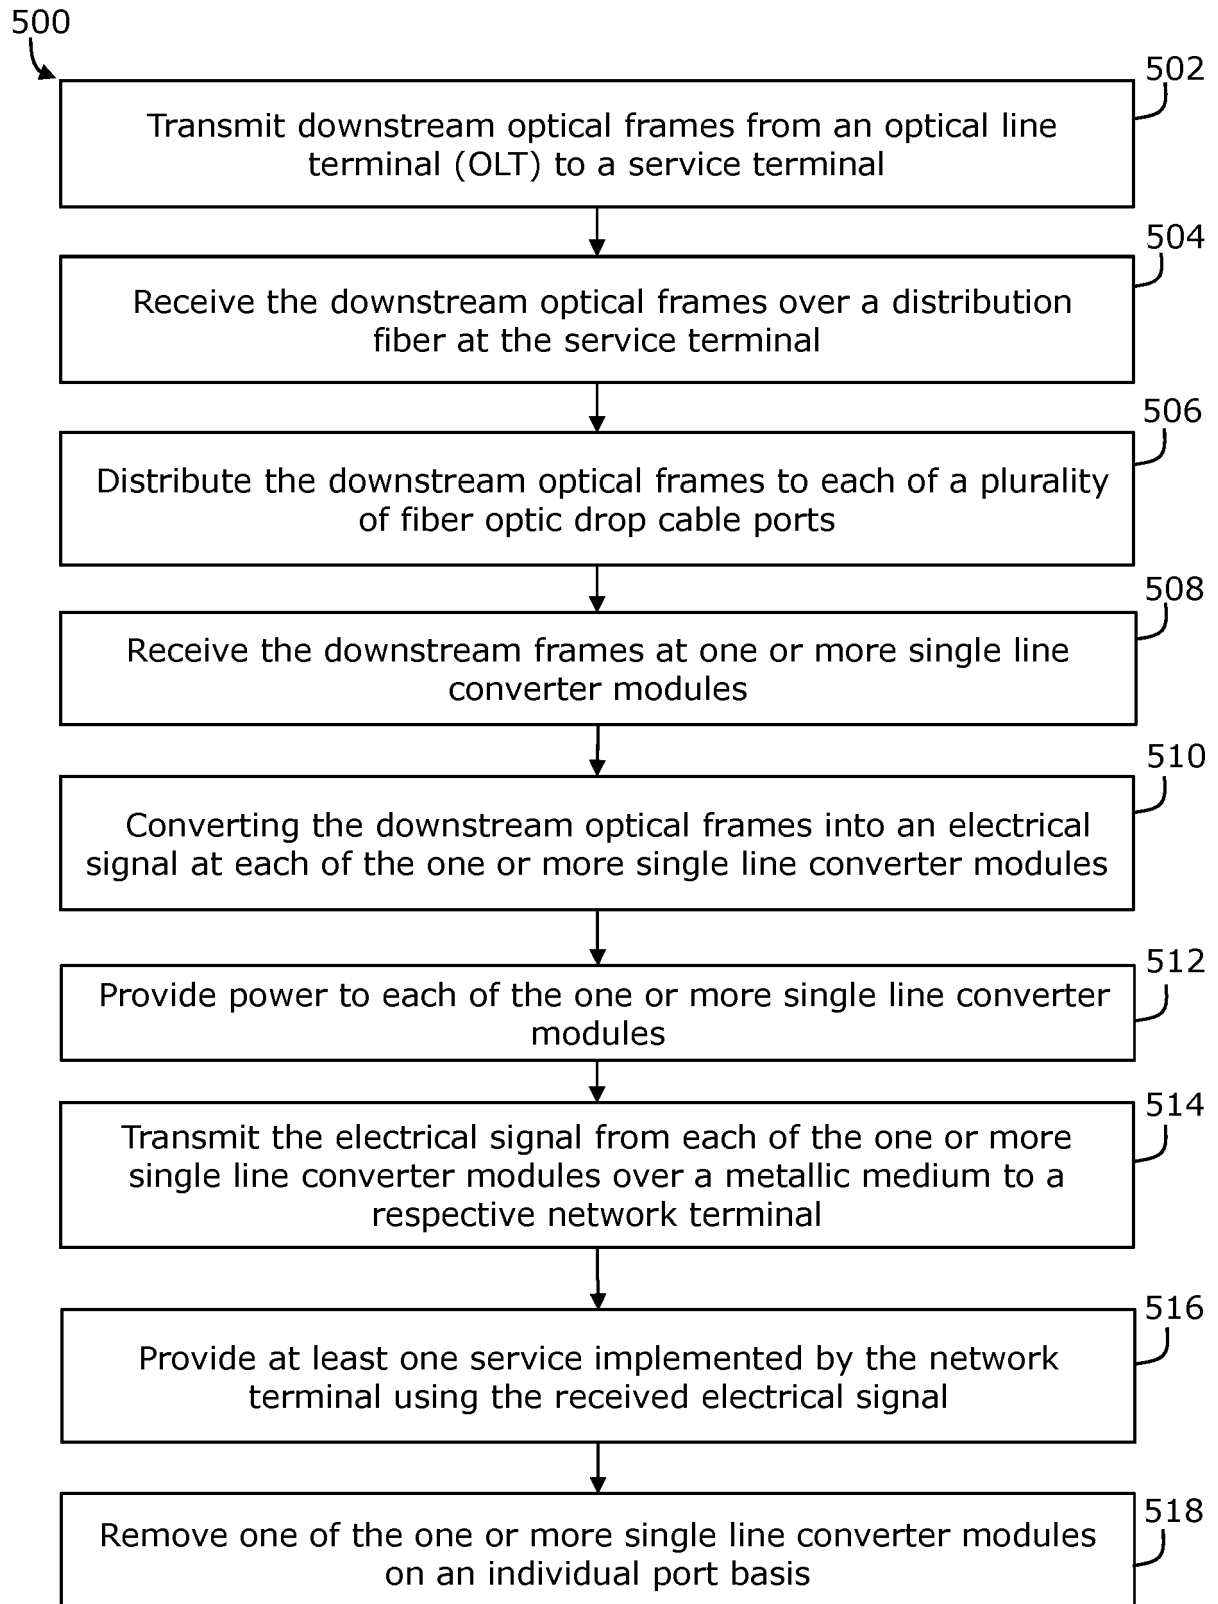 500
502
Transmit downstream optical frames from an optical line
terminal (OLT) to a service terminal
504
Receive the downstream optical frames over a distribution
fiber at the service terminal
506
Distribute the downstream optical frames to each of a plurality
of fiber optic drop cable ports
508
Receive the downstream frames at one or more single line
converter modules
510
Converting the downstream optical frames into an electrical
signal at each of the one or more single line converter modules
512
Provide power to each of the one or more single line converter
modules
514
Transmit the electrical signal from each of the one or more
single line converter modules over a metallic medium to a
respective network terminal
516
Provide at least one service implemented by the network
terminal using the received electrical signal
518
Remove one of the one or more single line converter modules
on an individual port basis